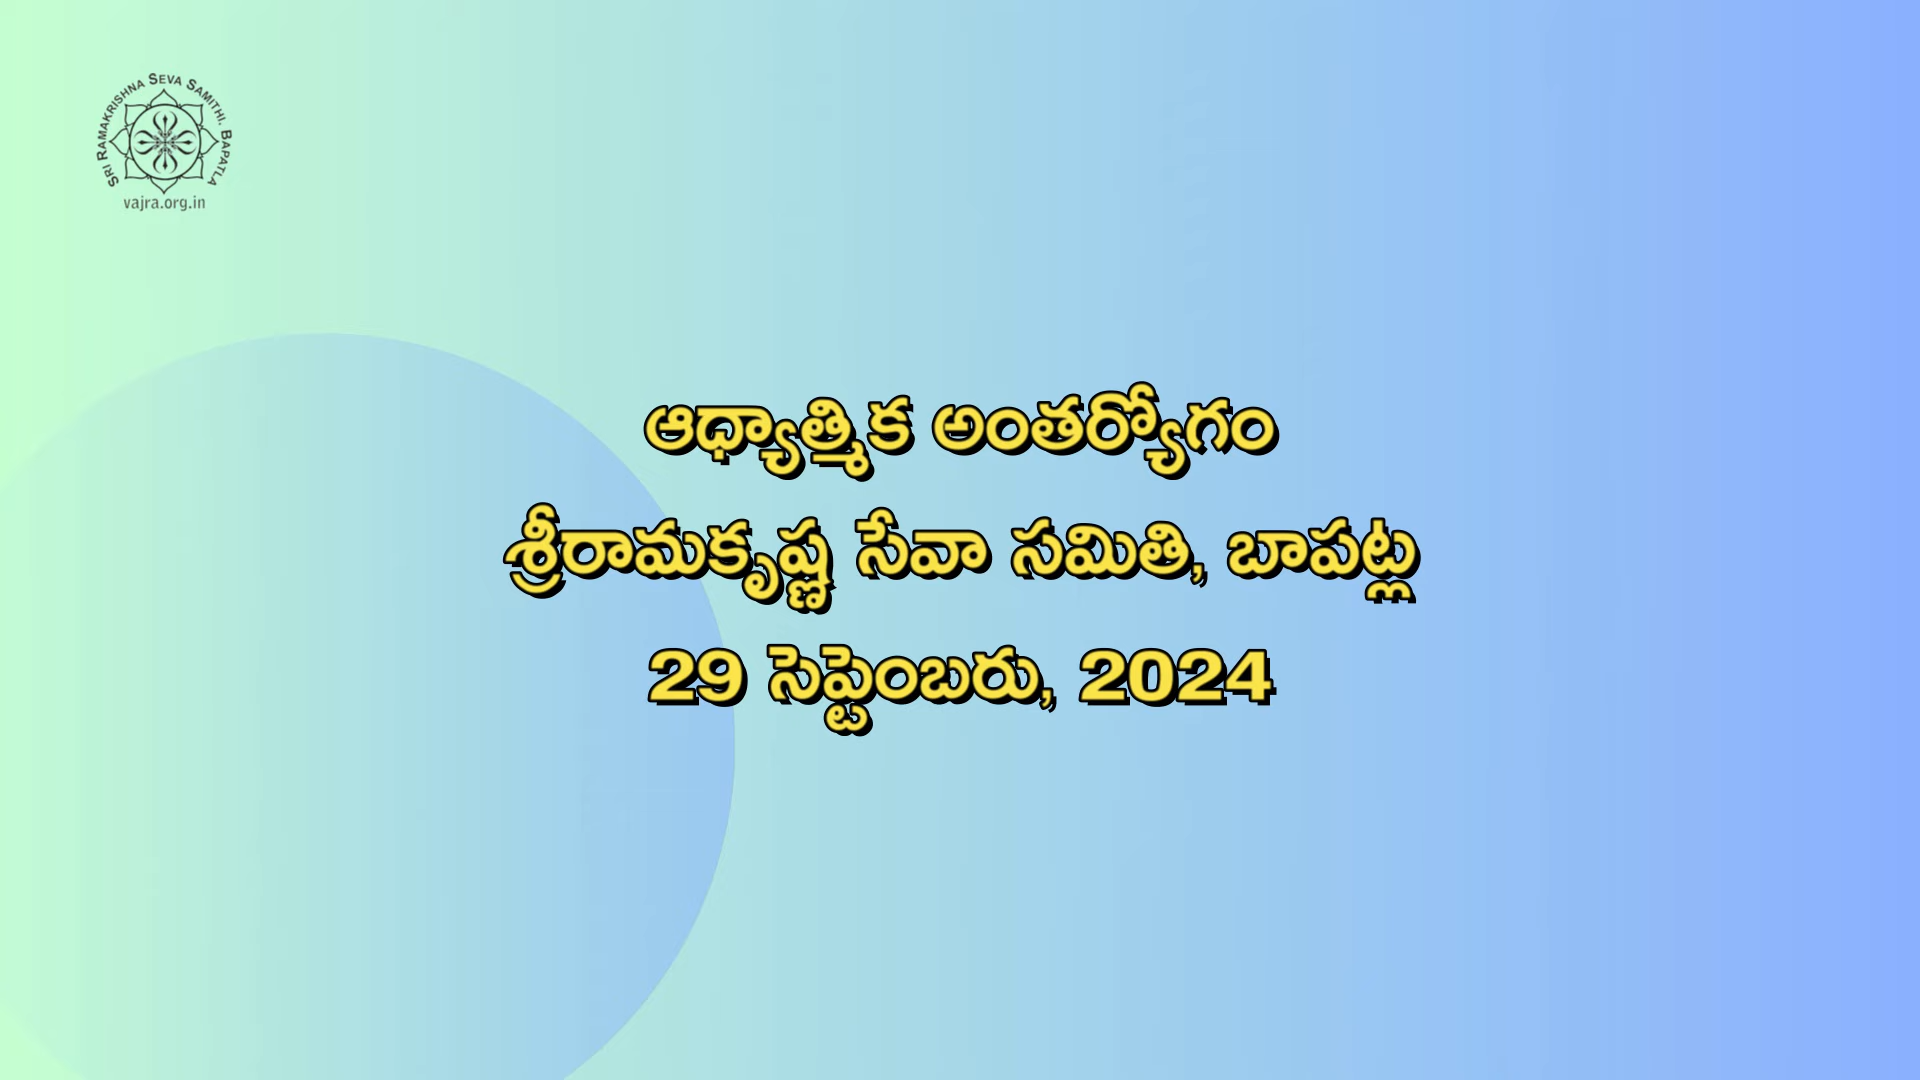 SRI RAMAKRISHNA SEVA SAMITHI. BAPATLA
vajra.org.in
ఆధ్యాత్మిక అంతర్యోగం
శ్రీరామకృష్ణ సేవా సమితి, బాపట్ల
29 సెప్టెంబరు, 2024